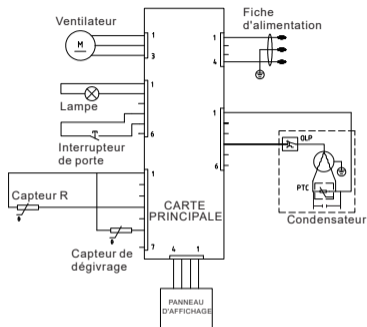 Ventilateur
M
1
3
Fiche
d'alimentation
1
4
1
Lampe
6
Interrupteur
de porte
1
6
OLP
PTC
Condensateur
1
Capteur R
CARTE
PRINCIPALE
7
Capteur de
dégivrage
4 1
PANNEAU
D'AFFICHAGE